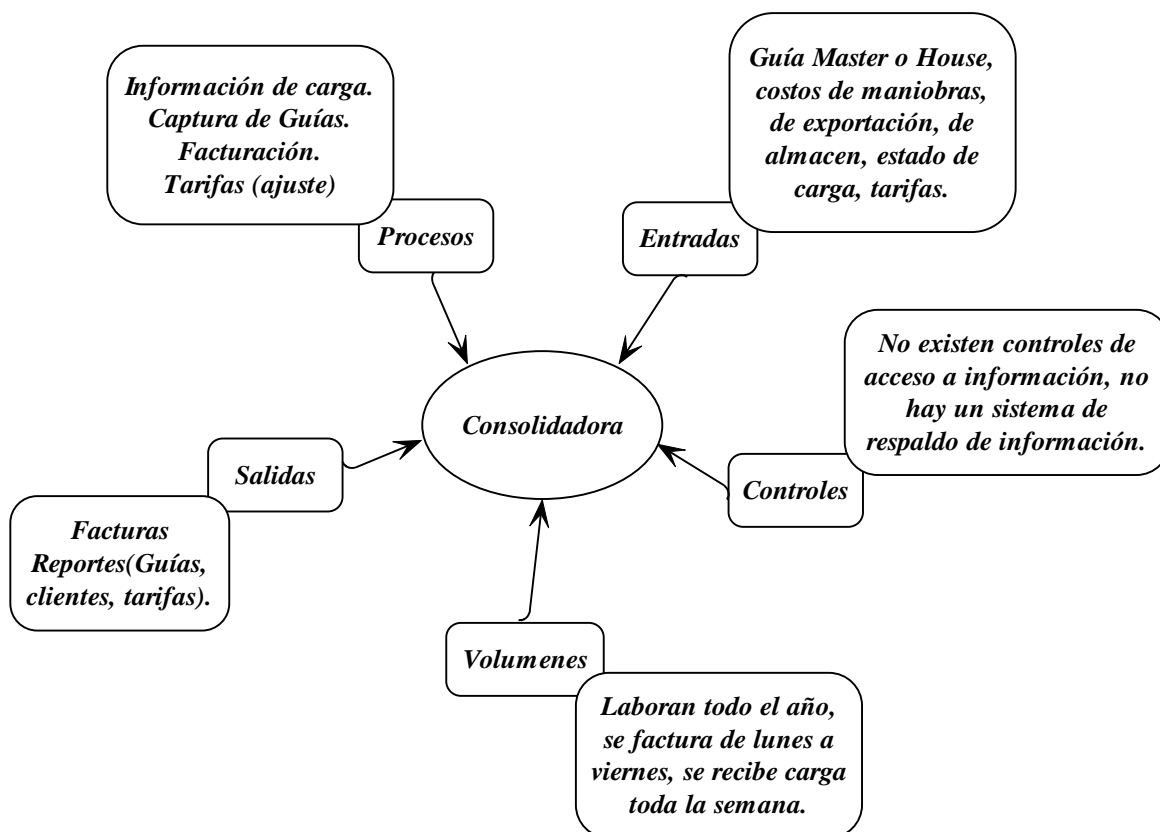 Información de carga.
Captura de Guías.
Facturación.
Tarifas (ajuste)
Procesos
Guía Master o House,
costos de maniobras,
de exportación, de
almacen, estado de
carga, tarifas.
Entradas
No existen controles de
acceso a información, no
hay un sistema de
respaldo de información.
Controles
Consolidadora
Salidas
Facturas
Reportes(Guías,
clientes, tarifas).
Volumenes
Laboran todo el año,
se factura de lunes a
viernes, se recibe carga
toda la semana.